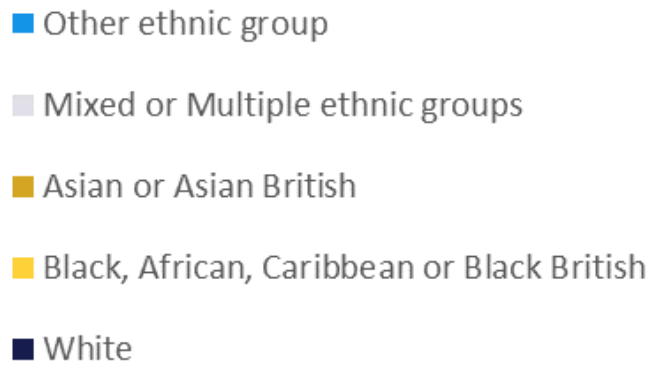 Other ethnic group
Mixed or Multiple ethnic groups
Asian or Asian British
Black, African, Caribbean or Black British
White